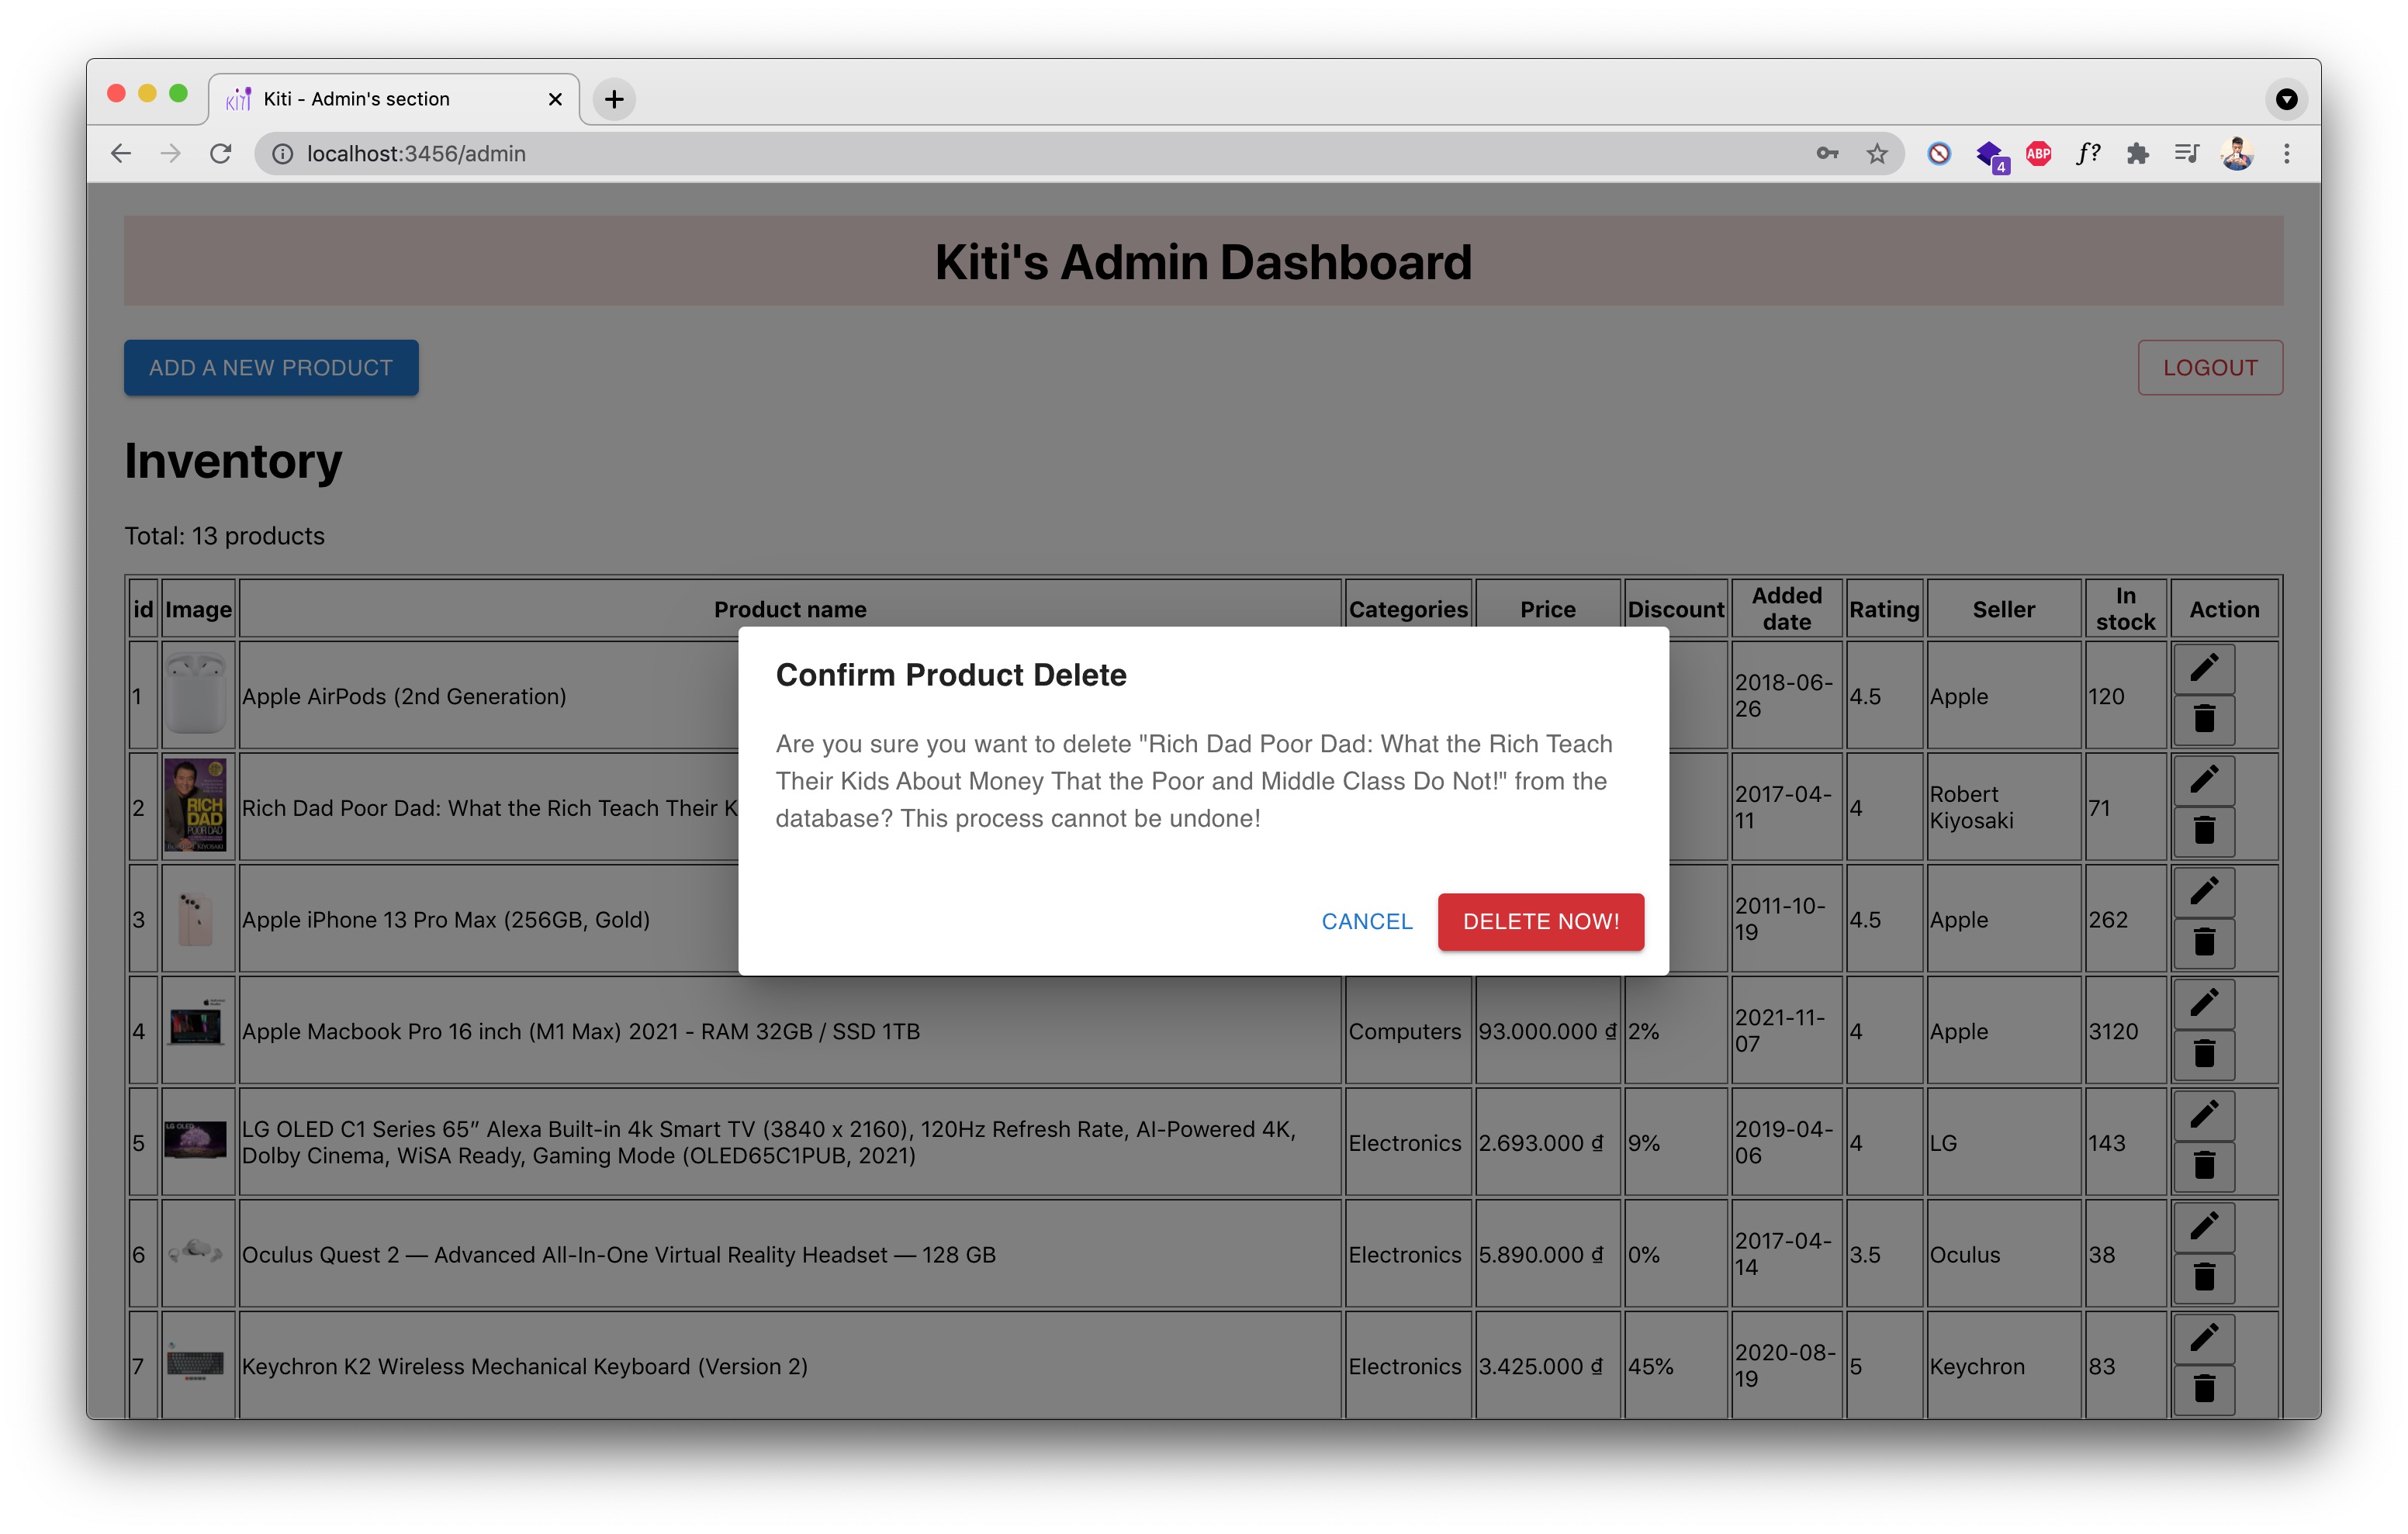 Kiti - Admin's section
localhost:3456/admin
4
ABP
f?
Kiti's Admin Dashboard
ADD A NEW PRODUCT
LOGOUT
Inventory
Total: 13 products
id Image Product name Categories Price Discount Added date Rating Seller In stock Action
1 Apple AirPods (2nd Generation) 2018-06-26 4.5 Apple 120
Confirm Product Delete
Are you sure you want to delete "Rich Dad Poor Dad: What the Rich Teach
Their Kids About Money That the Poor and Middle Class Do Not!" from the
database? This process cannot be undone!
CANCEL DELETE NOW!
RICH
DAD
POOR DAD
2 Rich Dad Poor Dad: What the Rich Teach Their K 2017-04-11 4 Robert Kiyosaki 71
3 Apple iPhone 13 Pro Max (256GB, Gold) 2011-10-19 4.5 Apple 262
4 Apple Macbook Pro 16 inch (M1 Max) 2021 - RAM 32GB / SSD 1TB Computers 93.000.000 ₫ 2% 2021-11-07 4 Apple 3120
LG OLED
5 LG OLED C1 Series 65” Alexa Built-in 4k Smart TV (3840 x 2160), 120Hz Refresh Rate, AI-Powered 4K,
Dolby Cinema, WiSA Ready, Gaming Mode (OLED65C1PUB, 2021) Electronics 2.693.000 ₫ 9% 2019-04-06 4 LG 143
6 Oculus Quest 2 — Advanced All-In-One Virtual Reality Headset — 128 GB Electronics 5.890.000 ₫ 0% 2017-04-14 3.5 Oculus 38
7 Keychron K2 Wireless Mechanical Keyboard (Version 2) Electronics 3.425.000 ₫ 45% 2020-08-19 5 Keychron 83